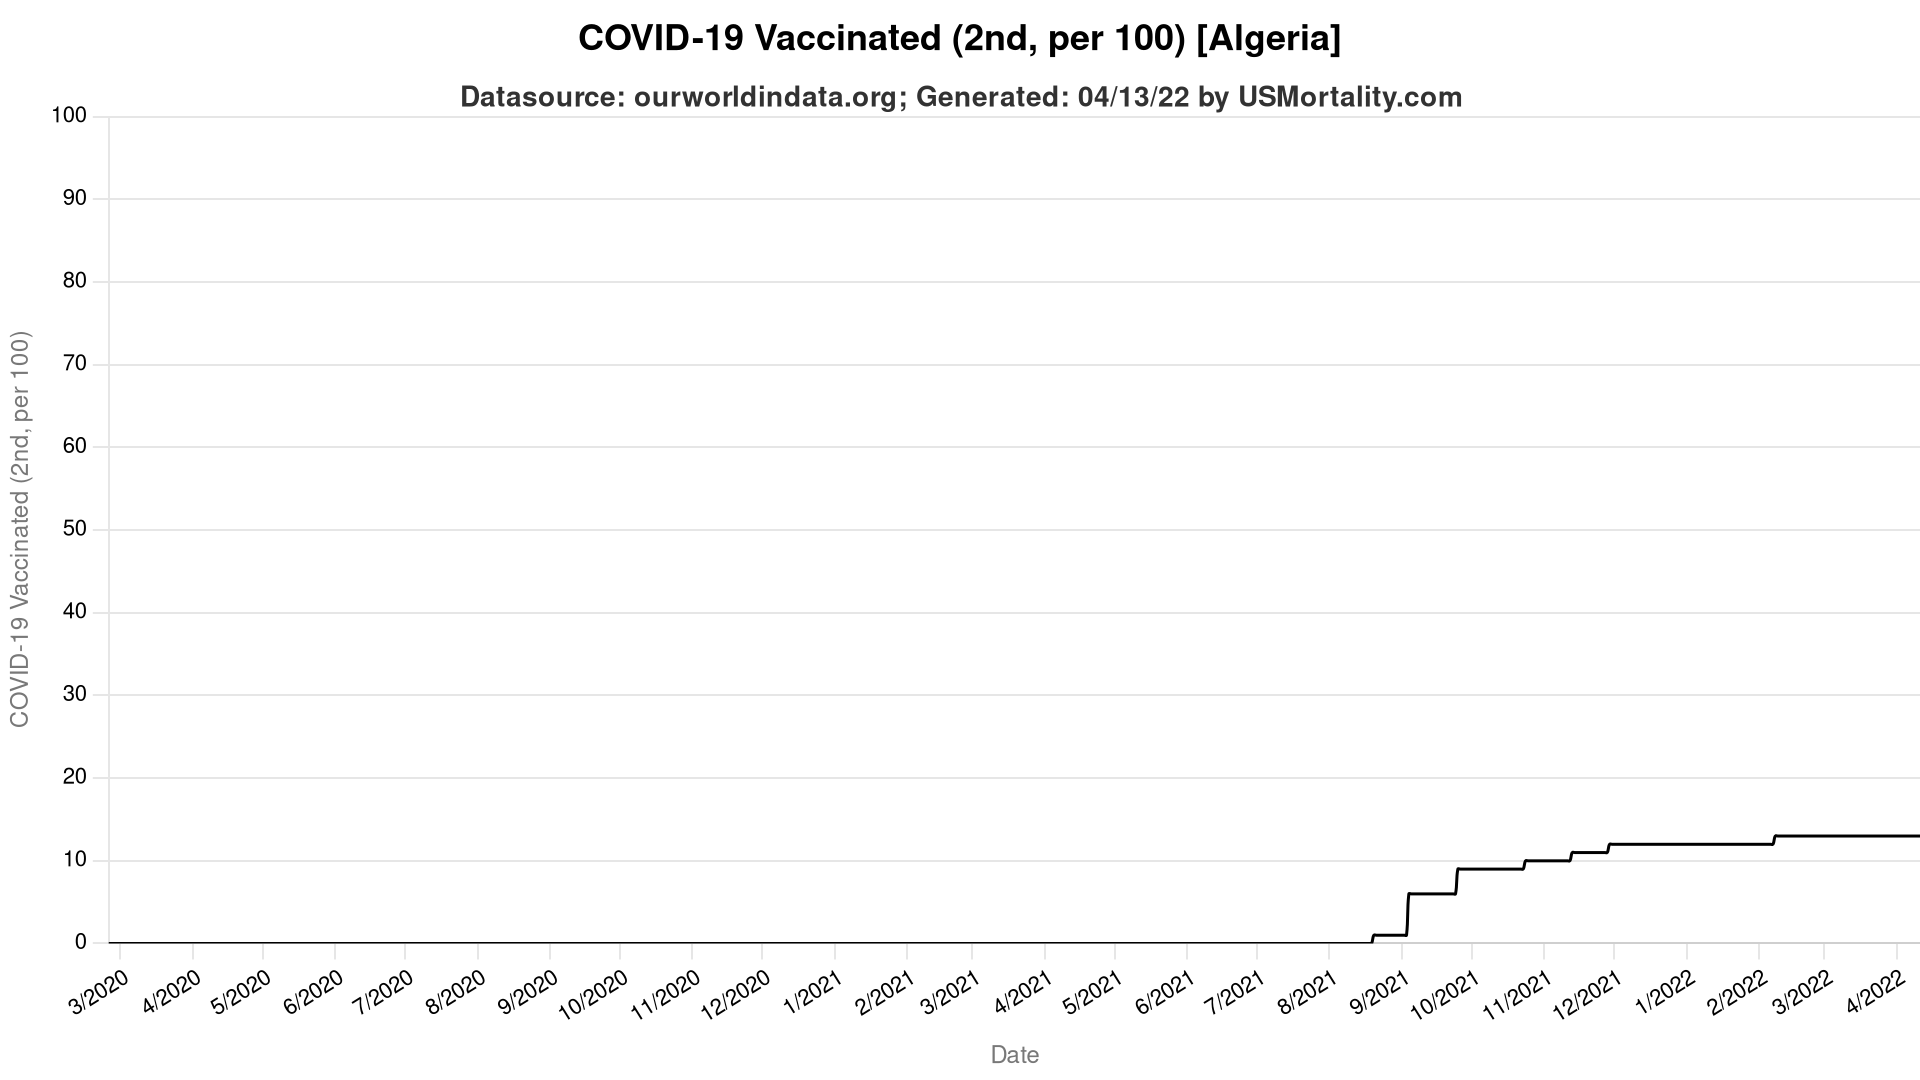 COVID-19 Vaccinated (2nd, per 100) [Algeria]
Datasource: ourworldindata.org; Generated: 04/13/22 by USMortality.com
COVID-19 Vaccinated (2nd, per 100)
100
90
80
70
60
50
40
30
20
10
0
3/2020 4/2020 5/2020 6/2020 7/2020 8/2020 9/2020 10/2020 11/2020 12/2020 1/2021 2/2021 3/2021 4/2021 5/2021 6/2021 7/2021 8/2021 9/2021 10/2021 11/2021 12/2021 1/2022 2/2022 3/2022 4/2022
Date